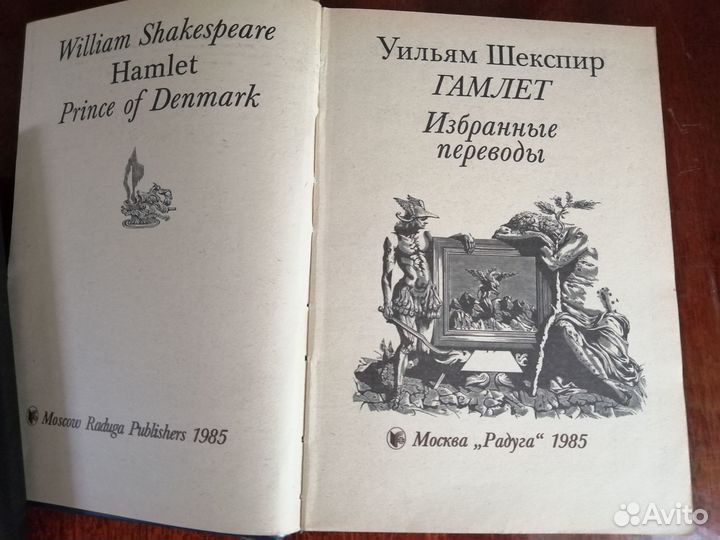 William Shakespeare
Hamlet
Prince of Denmark
Moscow Raduga Publishers 1985
Уильям Шекспир
ГАМЛЕТ
Избранные
переводы
Москва „Радуга“ 1985
Avito